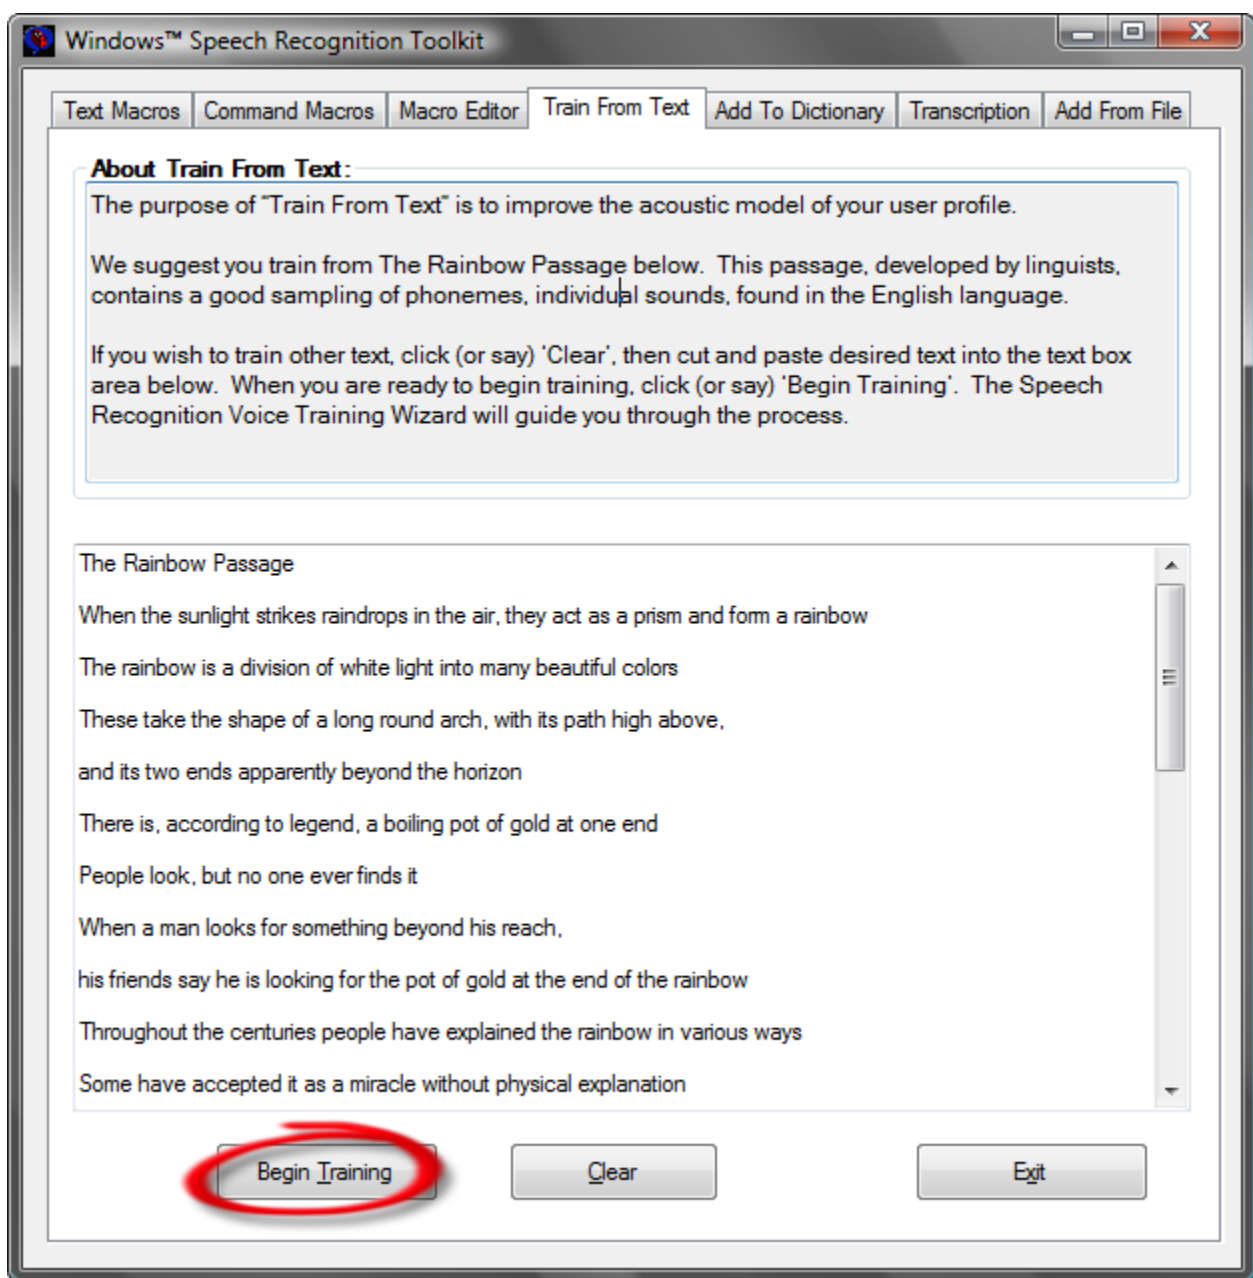 Windows™ Speech Recognition Toolkit
Text Macros Command Macros Macro Editor Train From Text Add To Dictionary Transcription Add From File
About Train From Text:
The purpose of "Train From Text" is to improve the acoustic model of your user profile.
We suggest you train from The Rainbow Passage below. This passage, developed by linguists,
contains a good sampling of phonemes, individual sounds, found in the English language.
If you wish to train other text, click (or say) 'Clear', then cut and paste desired text into the text box
area below. When you are ready to begin training, click (or say) 'Begin Training'. The Speech
Recognition Voice Training Wizard will guide you through the process.
The Rainbow Passage
When the sunlight strikes raindrops in the air, they act as a prism and form a rainbow
The rainbow is a division of white light into many beautiful colors
These take the shape of a long round arch, with its path high above,
and its two ends apparently beyond the horizon
There is, according to legend, a boiling pot of gold at one end
People look, but no one ever finds it
When a man looks for something beyond his reach,
his friends say he is looking for the pot of gold at the end of the rainbow
Throughout the centuries people have explained the rainbow in various ways
Some have accepted it as a miracle without physical explanation
Begin Training Clear Exit